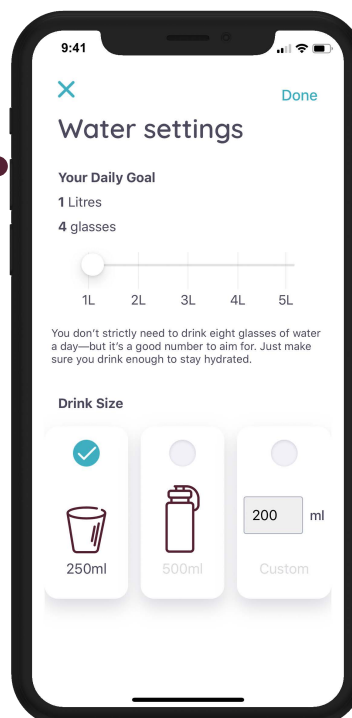 9:41
Done
Water settings
Your Daily Goal
1 Litres
4 glasses
1L 2L 3L 4L 5L
You don’t strictly need to drink eight glasses of water
a day—but it’s a good number to aim for. Just make
sure you drink enough to stay hydrated.
Drink Size
200 ml
250ml 500ml Custom